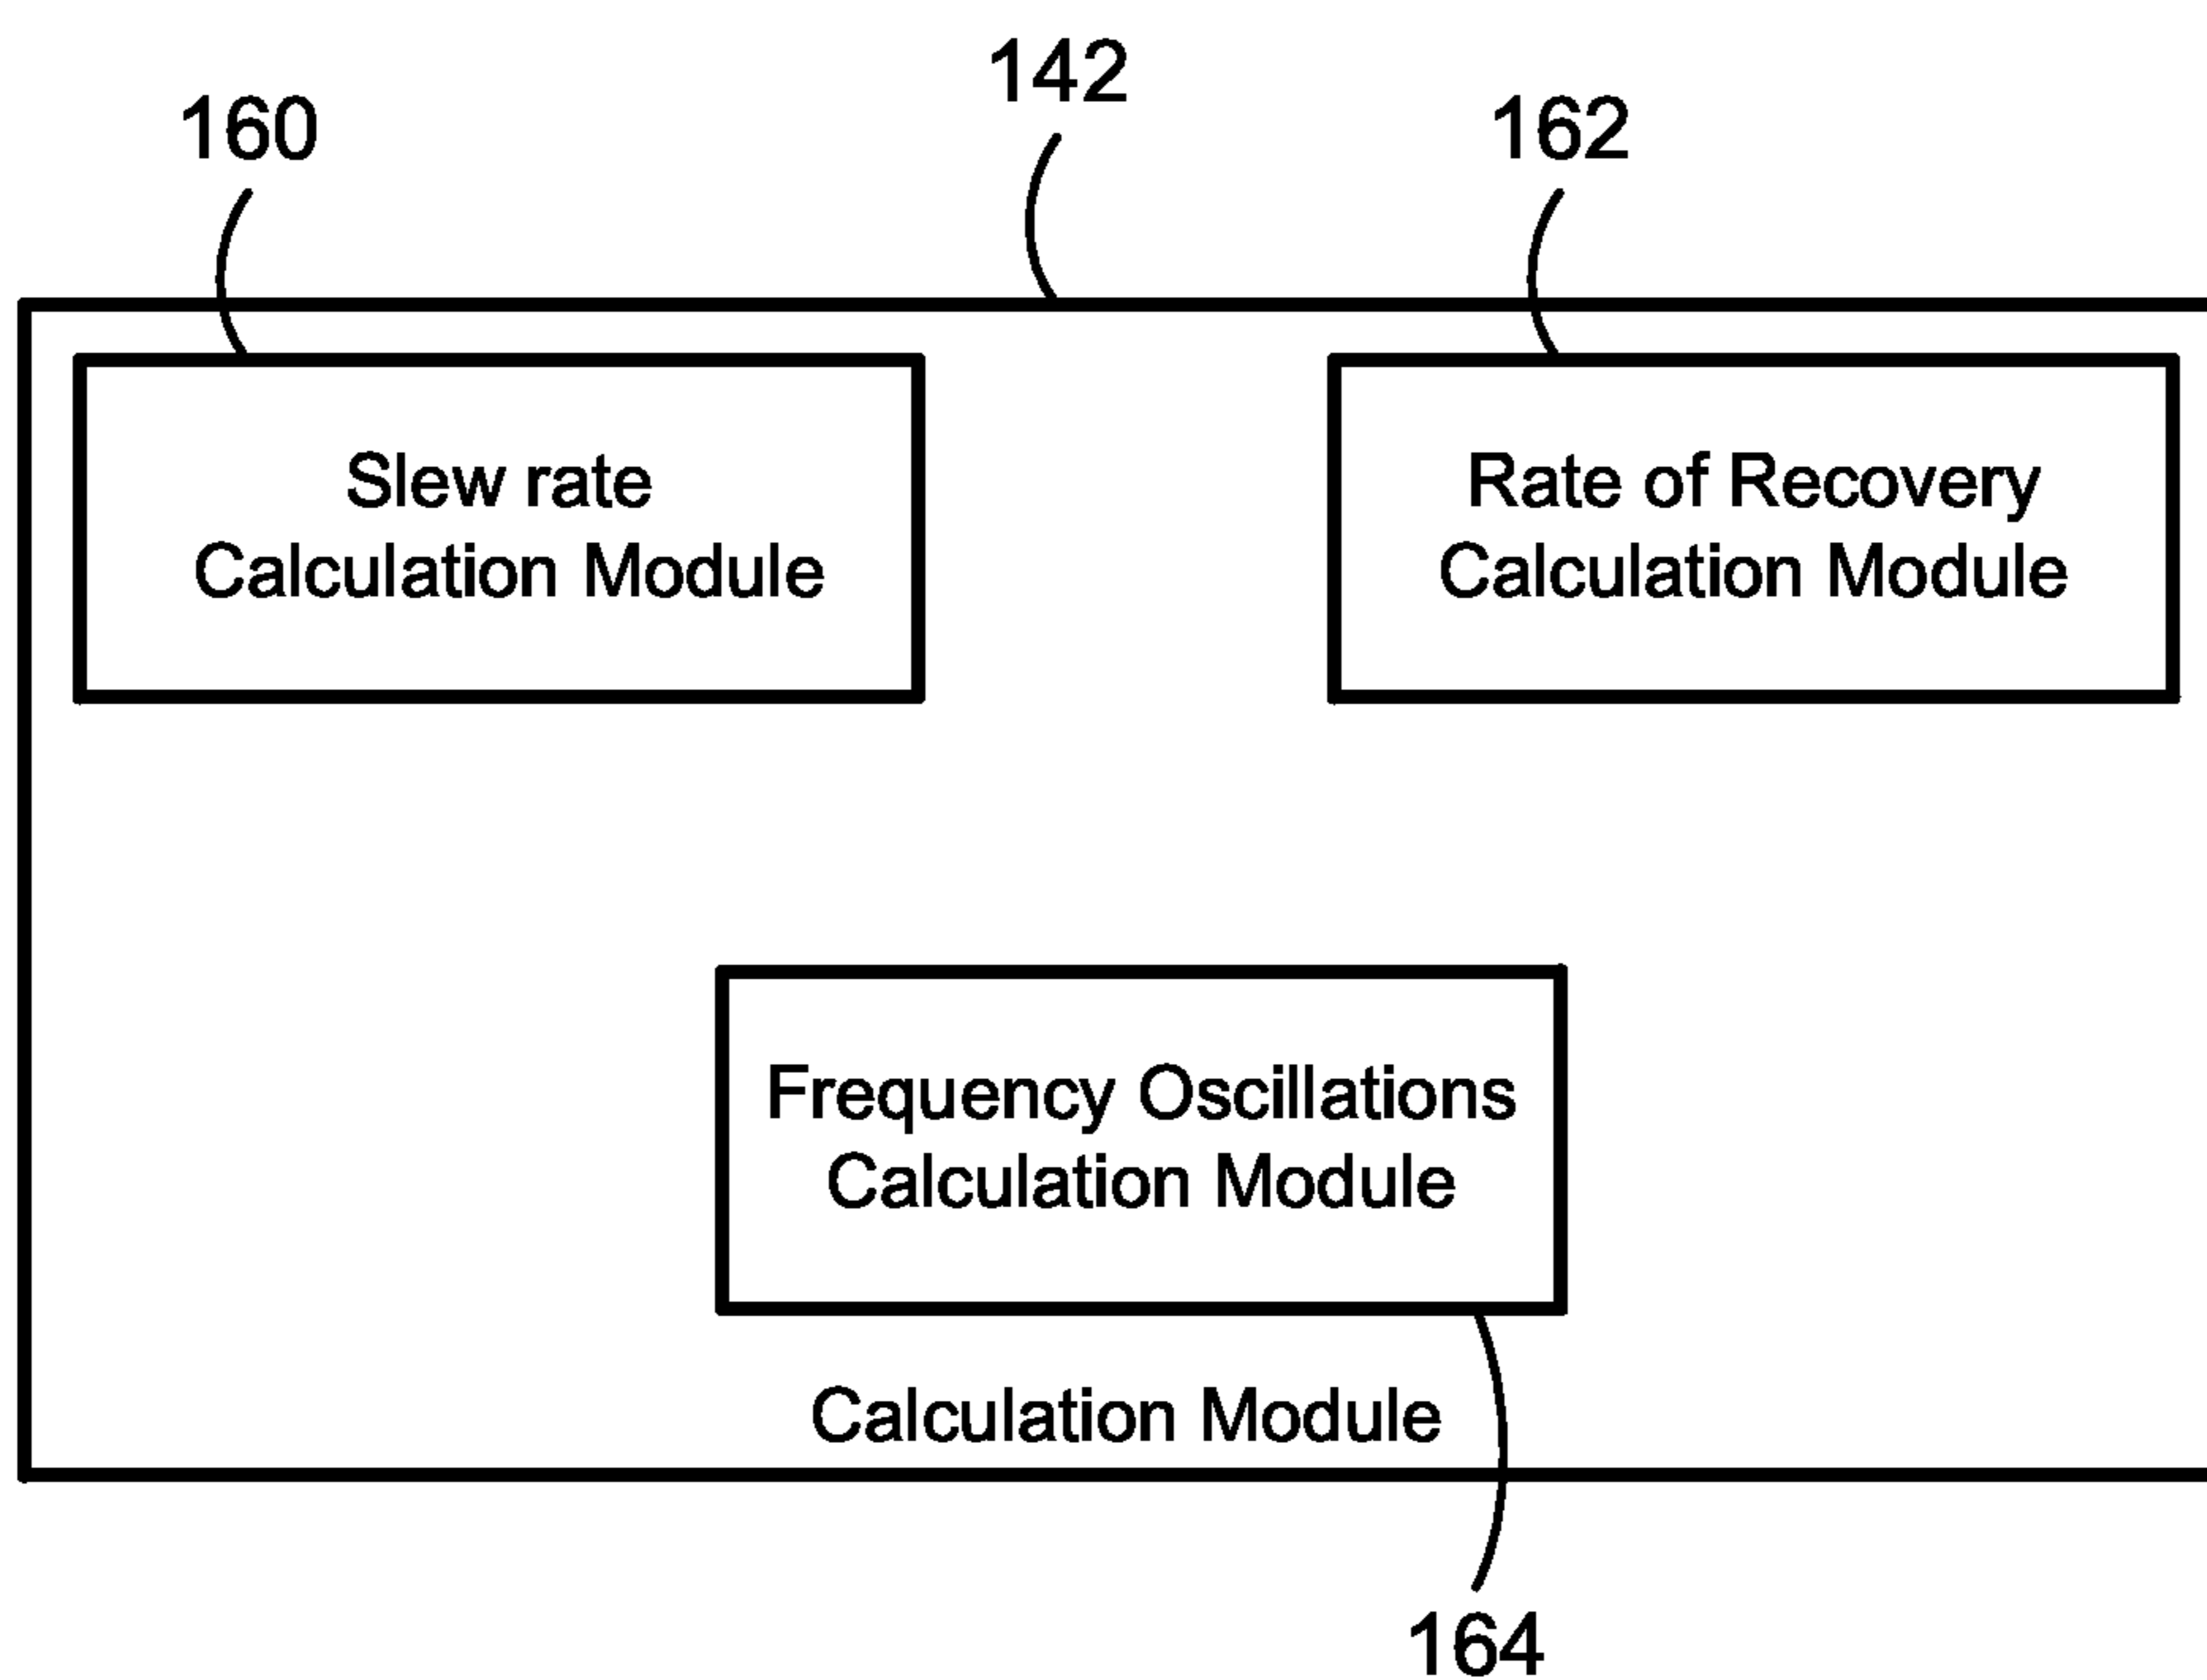 142
160
162
Slew rate
Calculation Module
Rate of Recovery
Calculation Module
Frequency Oscillations
Calculation Module
Calculation Module
164